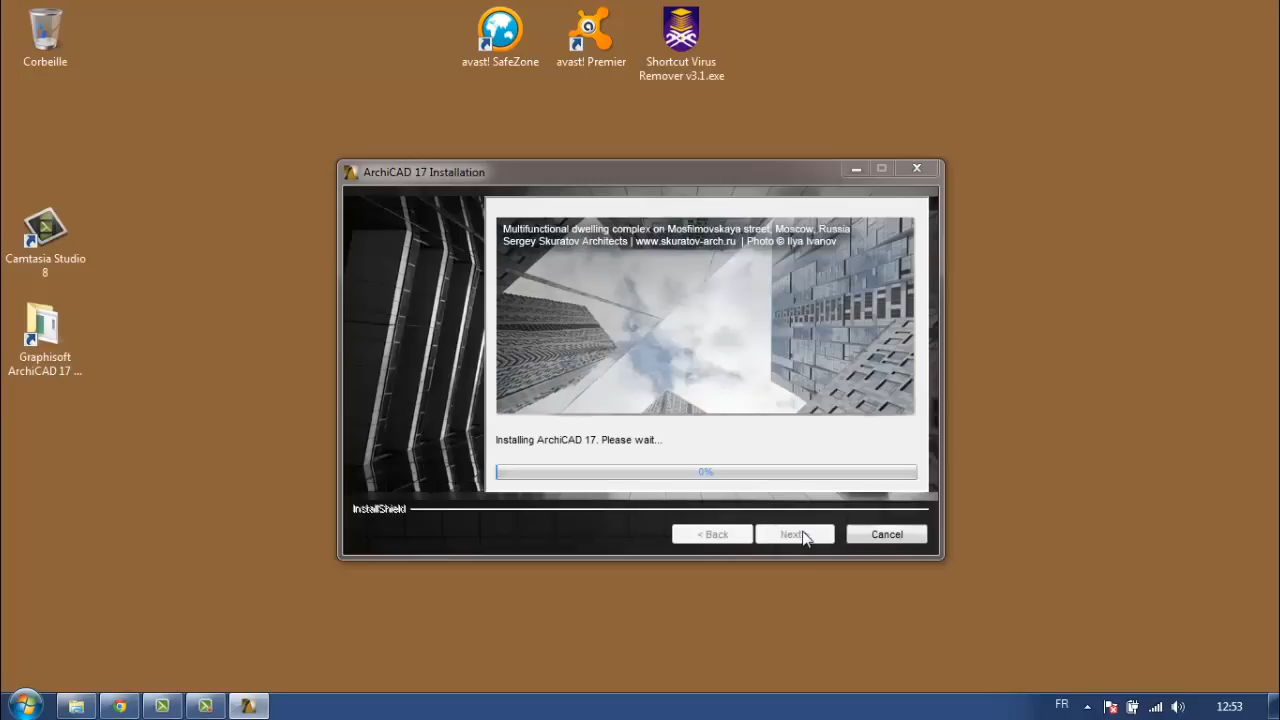 Corbeille
avast! SafeZone
avast! Premier
Shortcut Virus
Remover v3.1.exe
Camtasia Studio
8
Graphisoft
ArchiCAD 17 ...
ArchiCAD 17 Installation
Multifunctional dwelling complex on Mosfilmovskaya street, Moscow, Russia
Sergey Skuratov Architects | www.skuratov-arch.ru | Photo © Ilya Ivanov
Installing ArchiCAD 17. Please wait...
0%
InstallShield
< Back
Next
Cancel
FR
12:53